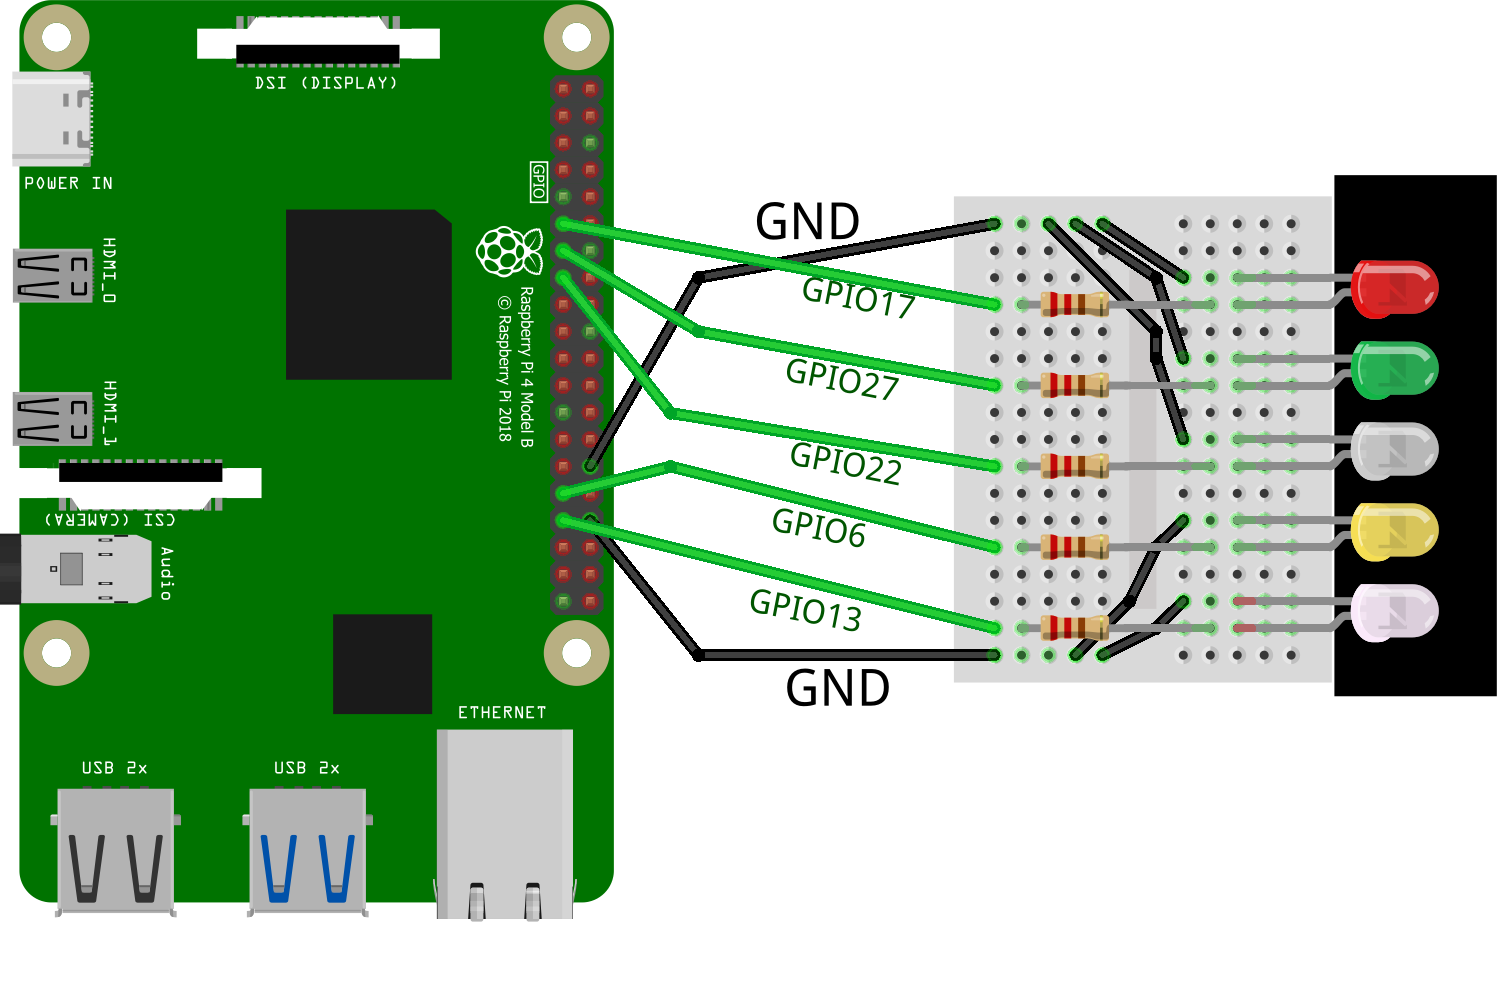 DSI (DISPLAY)
POWER IN
GPIO
HDMI_0
Raspberry Pi 4 Model B
© Raspberry Pi 2018
HDMI_1
CSI (CAMERA)
Audio
ETHERNET
USB 2x
USB 2x
GND
GPIO17
GPIO27
GPIO22
GPIO6
GPIO13
GND